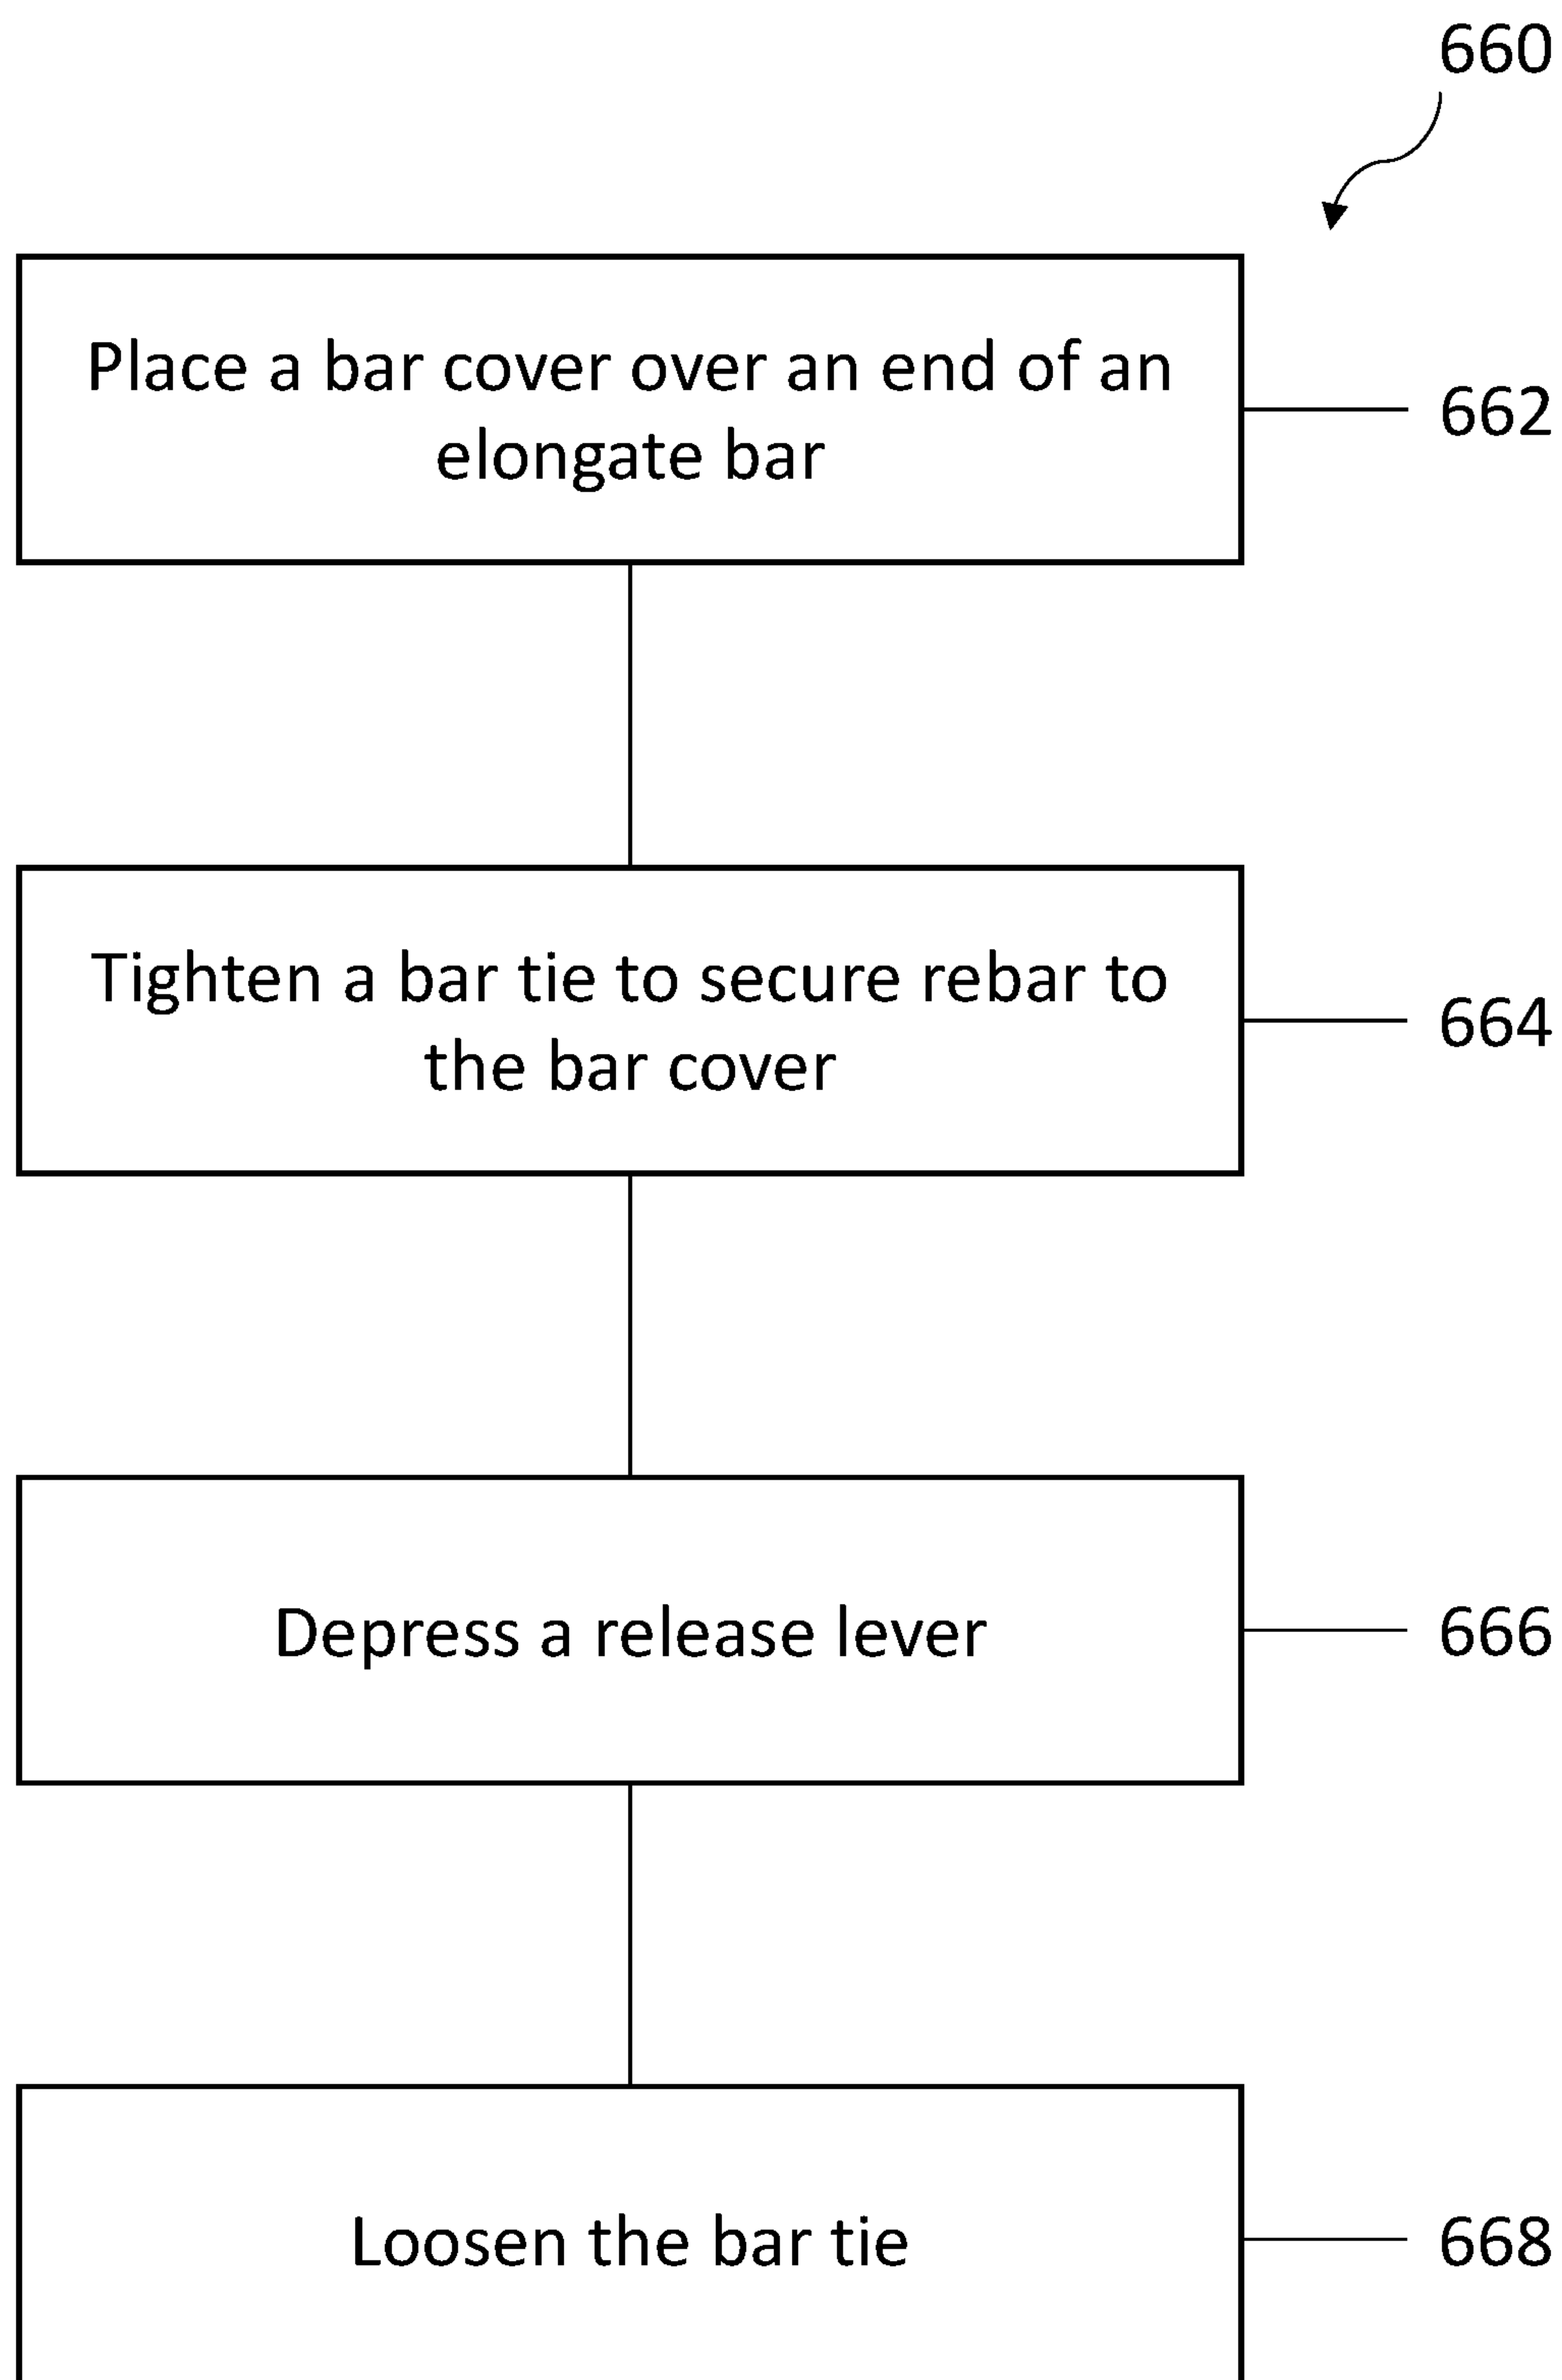 660
Place a bar cover over an end of an
elongate bar
662
Tighten a bar tie to secure rebar to
the bar cover
664
Depress a release lever
666
Loosen the bar tie
668